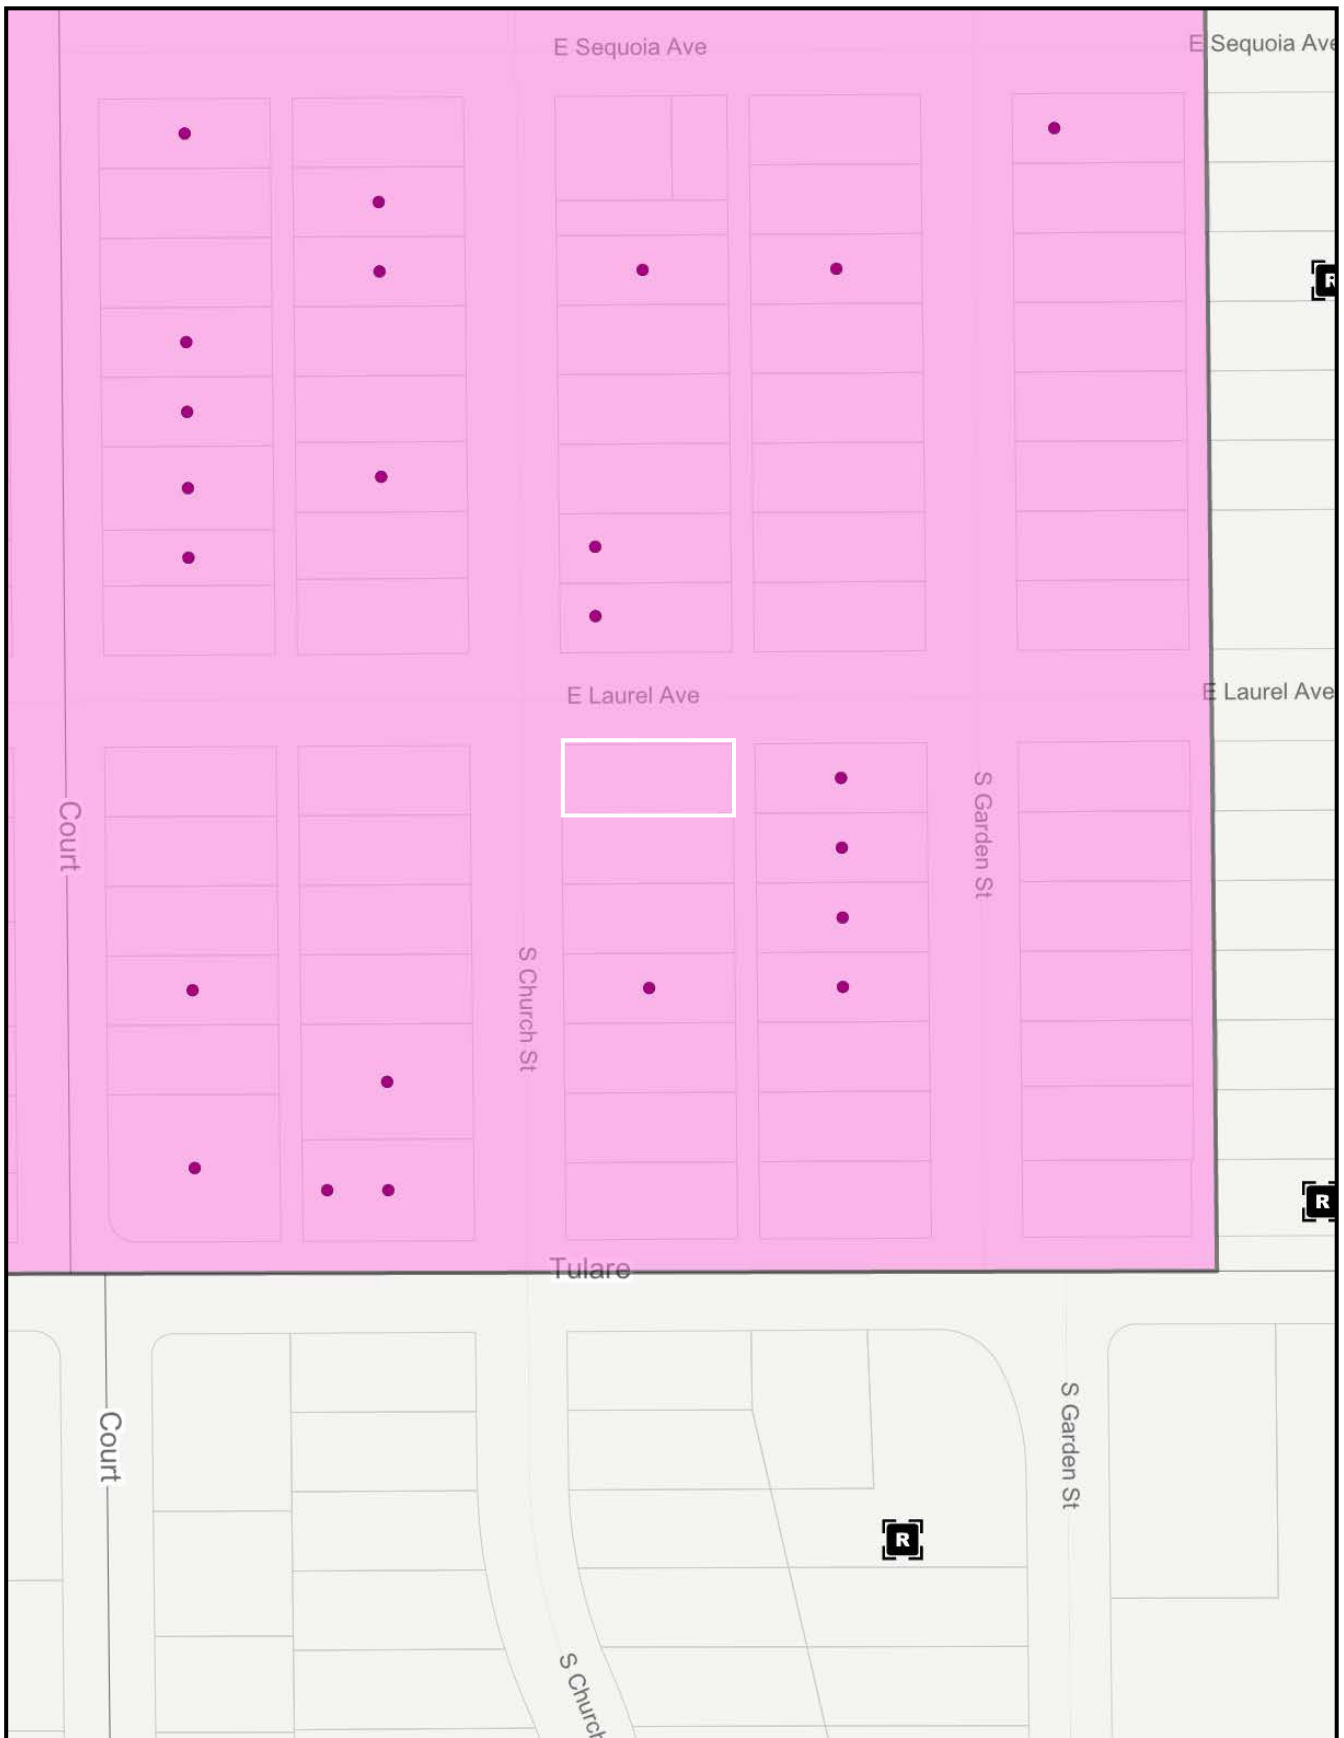 E Sequoia Ave
E Sequoia Ave
R
E Laurel Ave
E Laurel Ave
Court
S Garden St
S Church St
R
Tulare
Court
S Garden St
R
S Church